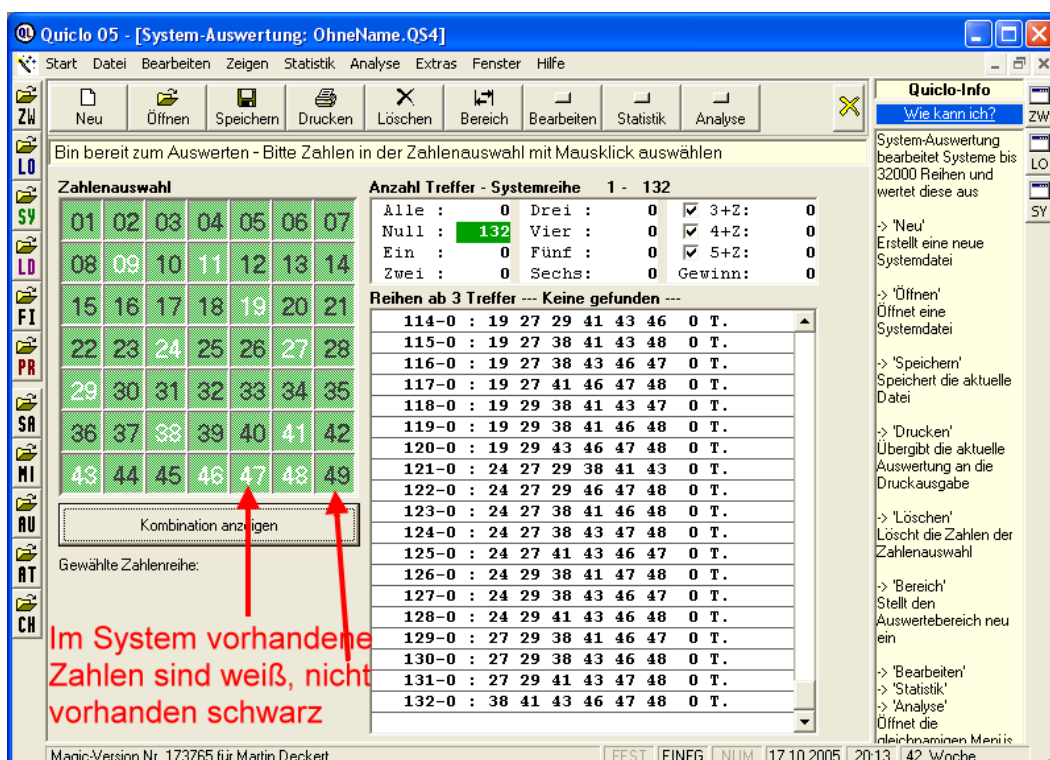 Quiclo 05 - [System-Auswertung: OhneName.QS4]
Start Datei Bearbeiten Zeigen Statistik Analyse Extras Fenster Hilfe
ZW
LO
SY
LD
FI
PR
SA
MI
AU
AT
CH
Neu Öffnen Speichern Drucken Löschen Bereich Bearbeiten Statistik Analyse
Bin bereit zum Auswerten - Bitte Zahlen in der Zahlenauswahl mit Mausklick auswählen
Zahlenauswahl
01 02 03 04 05 06 07
08 09 10 11 12 13 14
15 16 17 18 19 20 21
22 23 24 25 26 27 28
29 30 31 32 33 34 35
36 37 38 39 40 41 42
43 44 45 46 47 48 49
Kombination anzeigen
Gewählte Zahlenreihe:
Im System vorhandene
Zahlen sind weiß, nicht
vorhanden schwarz
Anzahl Treffer - Systemreihe 1 - 132
Alle : 0 Drei : 0 3+Z: 0
Null : 132 Vier : 0 4+Z: 0
Ein : 0 Fünf : 0 5+Z: 0
Zwei : 0 Sechs: 0 Gewinn: 0
Reihen ab 3 Treffer --- Keine gefunden ---
114-0 : 19 27 29 41 43 46 0 T.
115-0 : 19 27 38 41 43 48 0 T.
116-0 : 19 27 38 43 46 47 0 T.
117-0 : 19 27 41 46 47 48 0 T.
118-0 : 19 29 38 41 43 47 0 T.
119-0 : 19 29 38 41 46 48 0 T.
120-0 : 19 29 43 46 47 48 0 T.
121-0 : 24 27 29 38 41 43 0 T.
122-0 : 24 27 29 46 47 48 0 T.
123-0 : 24 27 38 41 46 48 0 T.
124-0 : 24 27 38 43 47 48 0 T.
125-0 : 24 27 41 43 46 47 0 T.
126-0 : 24 29 38 41 47 48 0 T.
127-0 : 24 29 38 43 46 47 0 T.
128-0 : 24 29 41 43 46 48 0 T.
129-0 : 27 29 38 41 46 47 0 T.
130-0 : 27 29 38 43 46 48 0 T.
131-0 : 27 29 41 43 47 48 0 T.
132-0 : 38 41 43 46 47 48 0 T.
Quiclo-Info
Wie kann ich?
System-Auswertung
bearbeitet Systeme bis
32000 Reihen und
wertet diese aus
-> 'Neu'
Erstellt eine neue
Systemdatei
-> 'Öffnen'
Öffnet eine
Systemdatei
-> 'Speichern'
Speichert die aktuelle
Datei
-> 'Drucken'
Übergibt die aktuelle
Auswertung an die
Druckausgabe
-> 'Löschen'
Löscht die Zahlen der
Zahlenauswahl
-> 'Bereich'
Stellt den
Auswertebereich neu
ein
-> 'Bearbeiten'
-> 'Statistik'
-> 'Analyse'
Öffnet die
gleichnamigen Menüs
ZW
LO
SY
Magic-Version Nr. 173765 für Martin Deckert
FEST EINFG NUM 17.10.2005 20:13 42. Woche